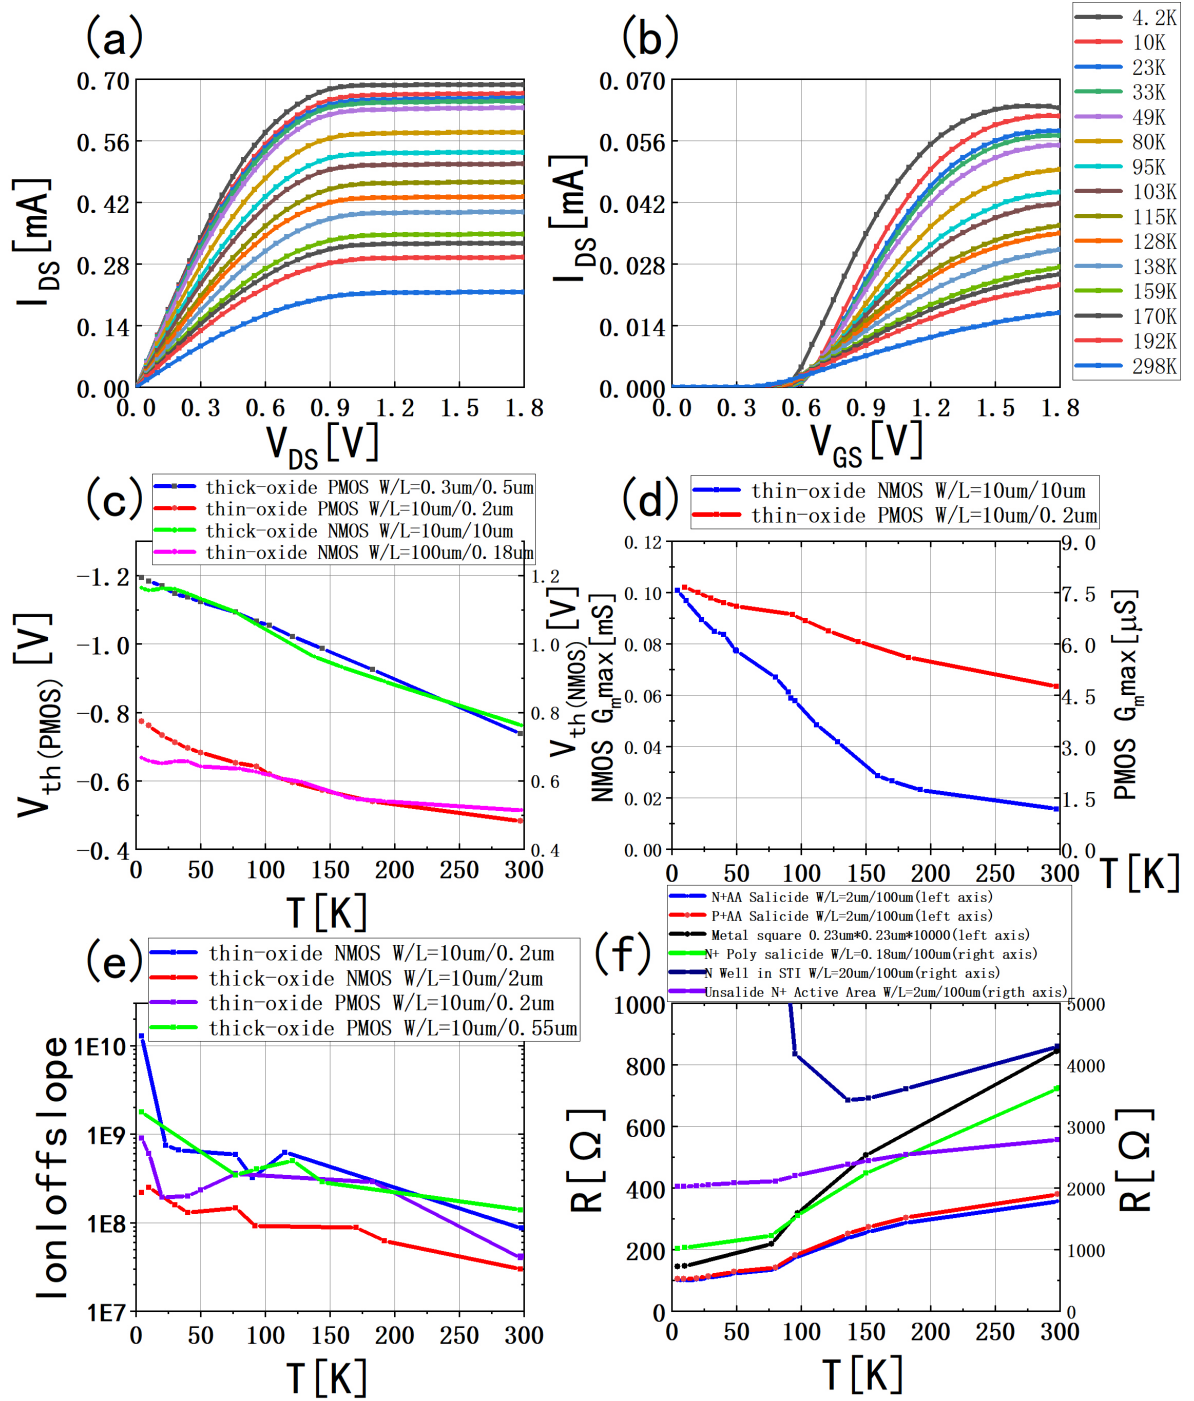 (a)
0.70
0.56
0.42
0.28
0.14
0.00
I_DS[mA]
0.0 0.3 0.6 0.9 1.2 1.5 1.8
V_DS[V]
(b)
0.070
0.056
0.042
0.028
0.014
0.000
I_DS[mA]
0.0 0.3 0.6 0.9 1.2 1.5 1.8
V_GS[V]
4.2K
10K
23K
33K
49K
80K
95K
103K
115K
128K
138K
159K
170K
192K
298K
(c)
thick-oxide PMOS W/L=0.3um/0.5um
thin-oxide PMOS W/L=10um/0.2um
thick-oxide NMOS W/L=10um/10um
thin-oxide NMOS W/L=100um/0.18um
−1.2
−1.0
−0.8
−0.6
−0.4
V_th(PMOS) [V]
1.2
1.0
0.8
0.6
0.4
V_th(NMOS) [V]
0 50 100 150 200 250 300
T[K]
(d)
thin-oxide NMOS W/L=10um/10um
thin-oxide PMOS W/L=10um/0.2um
0.12
0.10
0.08
0.06
0.04
0.02
0.00
NMOS G_m max[mS]
9.0
7.5
6.0
4.5
3.0
1.5
0.0
PMOS G_m max[μS]
0 50 100 150 200 250 300
T[K]
(e)
thin-oxide NMOS W/L=10um/0.2um
thick-oxide NMOS W/L=10um/2um
thin-oxide PMOS W/L=10um/0.2um
thick-oxide PMOS W/L=10um/0.55um
1E10
1E9
1E8
1E7
Ionloffslope
0 50 100 150 200 250 300
T[K]
(f)
N+AA Salicide W/L=2um/100um(left axis)
P+AA Salicide W/L=2um/100um(left axis)
Metal square 0.23um*0.23um*10000(left axis)
N+ Poly salicide W/L=0.18um/100um(right axis)
N Well in STI W/L=20um/100um(right axis)
Unsalide N+ Active Area W/L=2um/100um(rigth axis)
1000
800
600
400
200
0
R[Ω]
5000
4000
3000
2000
1000
0
R[Ω]
0 50 100 150 200 250 300
T[K]